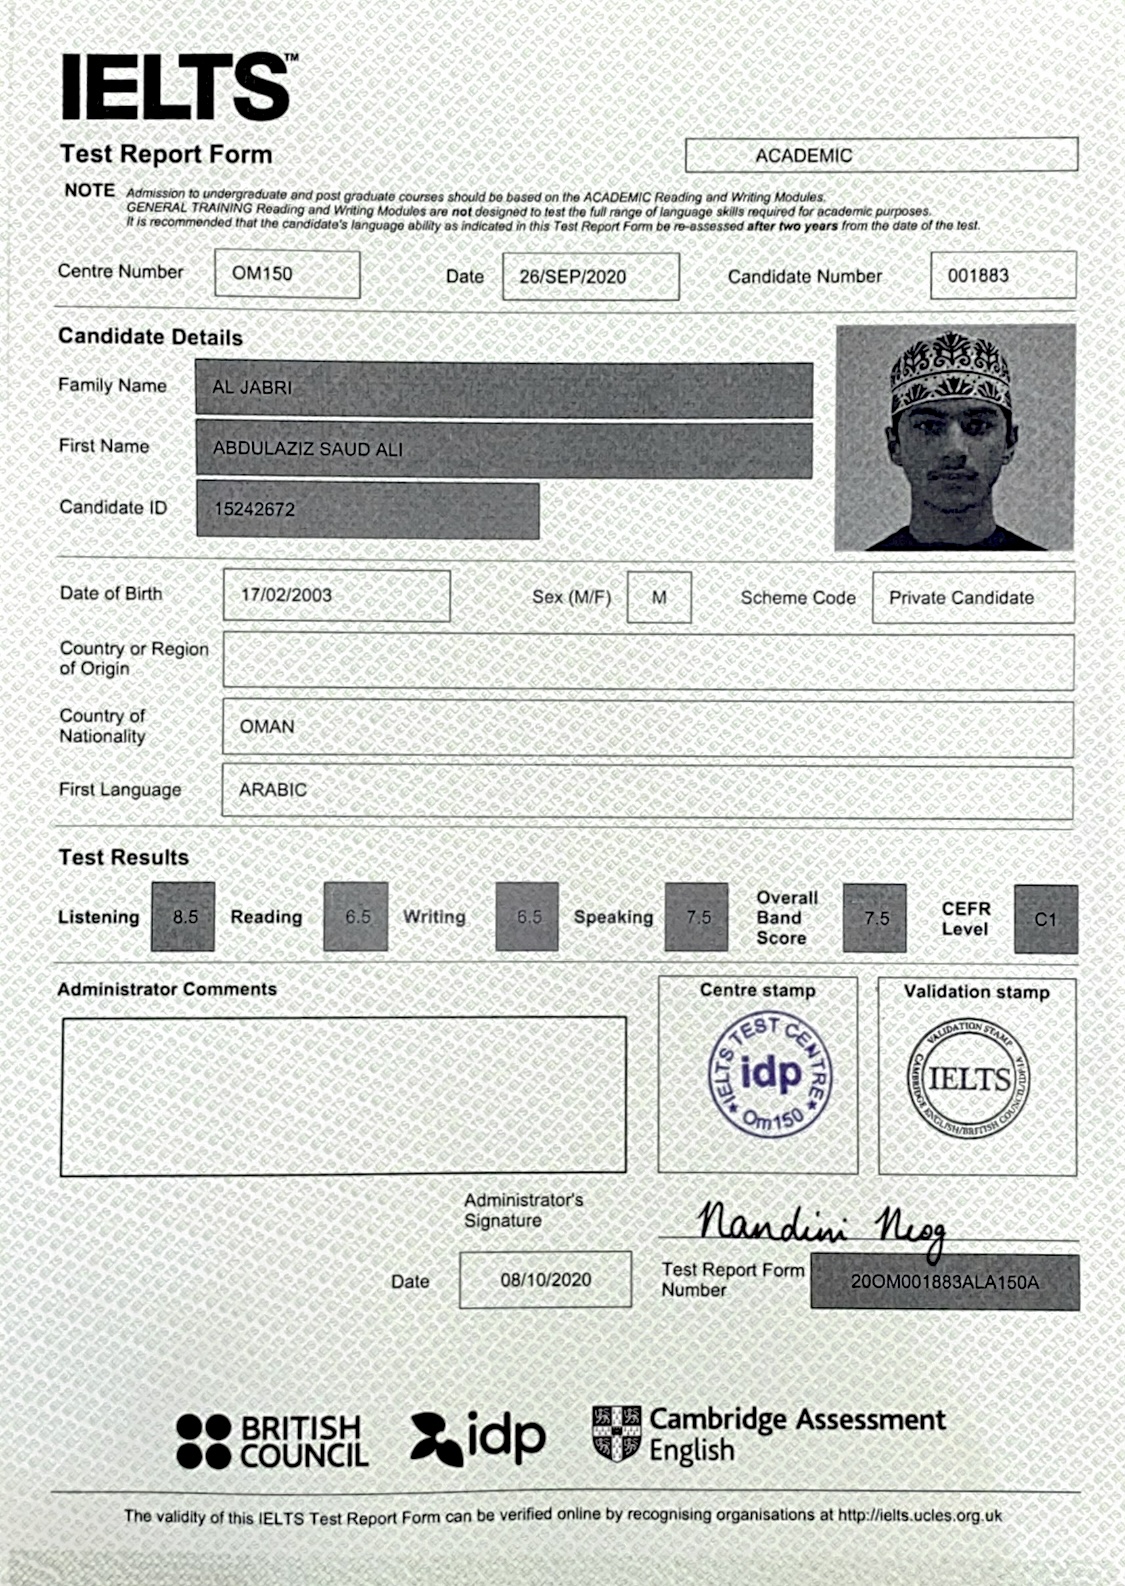 IELTS™
Test Report Form
ACADEMIC
NOTE Admission to undergraduate and post graduate courses should be based on the ACADEMIC Reading and Writing Modules.
GENERAL TRAINING Reading and Writing Modules are not designed to test the full range of language skills required for academic purposes.
It is recommended that the candidate's language ability as indicated in this Test Report Form be re-assessed after two years from the date of the test.
Centre Number OM150 Date 26/SEP/2020 Candidate Number 001883
Candidate Details
Family Name AL JABRI
First Name ABDULAZIZ SAUD ALI
Candidate ID 15242672
Date of Birth 17/02/2003 Sex (M/F) M Scheme Code Private Candidate
Country or Region
of Origin
Country of
Nationality OMAN
First Language ARABIC
Test Results
Listening 8.5 Reading 6.5 Writing 6.5 Speaking 7.5 Overall Band Score 7.5 CEFR Level C1
Administrator Comments
Centre stamp
IELTS TEST CENTRE
idp
Om150
Validation stamp
VALIDATION STAMP
IELTS
CAMBRIDGE ENGLISH/BRITISH COUNCIL/IDP:IA
Administrator's
Signature
Nandini Neog
Date 08/10/2020
Test Report Form
Number 20OM001883ALA150A
BRITISH
COUNCIL
idp
Cambridge Assessment
English
The validity of this IELTS Test Report Form can be verified online by recognising organisations at http://ielts.ucles.org.uk